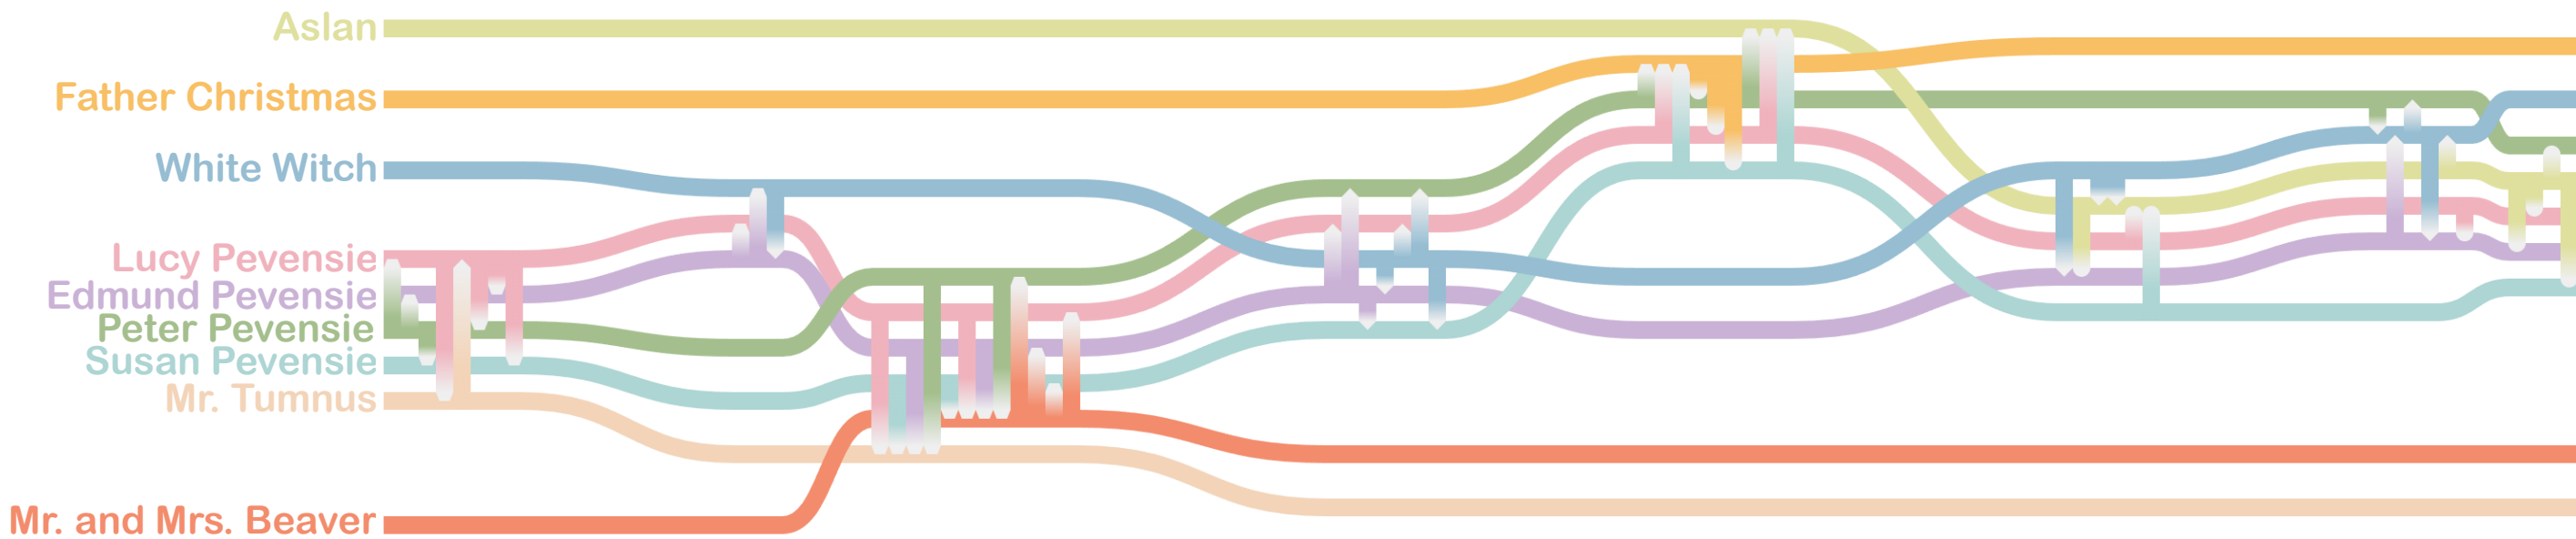 Aslan
Father Christmas
White Witch
Lucy Pevensie
Edmund Pevensie
Peter Pevensie
Susan Pevensie
Mr. Tumnus
Mr. and Mrs. Beaver